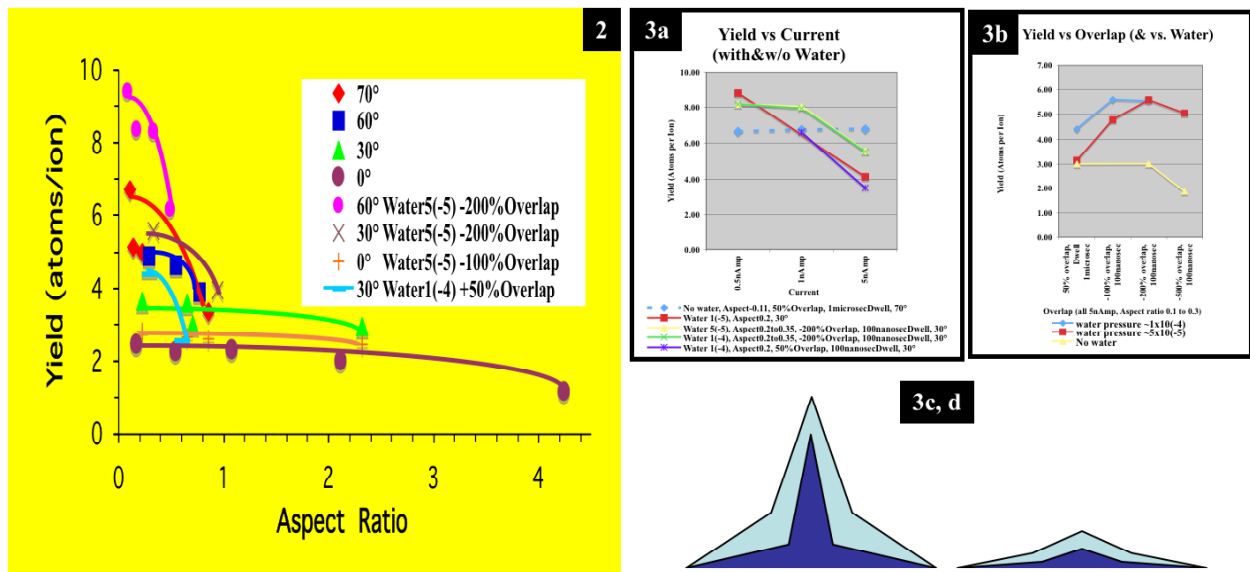 2
10
8
6
4
2
0
0
1
2
3
4
Yield (atoms/ion)
Aspect Ratio
70°
60°
30°
0°
60° Water5(-5) -200%Overlap
30° Water5(-5) -200%Overlap
0° Water5(-5) -100%Overlap
30° Water1(-4) +50%Overlap
3a
Yield vs Current
(with&w/o Water)
10.00
8.00
6.00
4.00
2.00
0.00
Yield (Atoms per Ion)
0.5nA mp
1nA mp
5nA mp
Current
No water, Aspect-0.11, 50%Overlap, 1microsecDwell, 70°
Water 1(-5), Aspect0.2, 30°
Water 5(-5), Aspect0.2to0.35, -200%Overlap, 100nanosecDwell, 30°
Water 1(-4), Aspect0.2to0.35, -200%Overlap, 100nanosecDwell, 30°
Water 1(-4), Aspect0.2, 50%Overlap, 100nanosecDwell, 30°
3b
Yield vs Overlap (& vs. Water)
7.00
6.00
5.00
4.00
3.00
2.00
1.00
0.00
Yield (Atoms per Ion)
50% overlap,
Dwell
1microsec
-100% overlap,
100nanosec
-200% overlap,
100nanosec
-500% overlap,
100nanosec
Overlap (all 5nAmp, Aspect ratio 0.1 to 0.3)
water pressure ~1x10(-4)
water pressure ~5x10(-5)
No water
3c, d